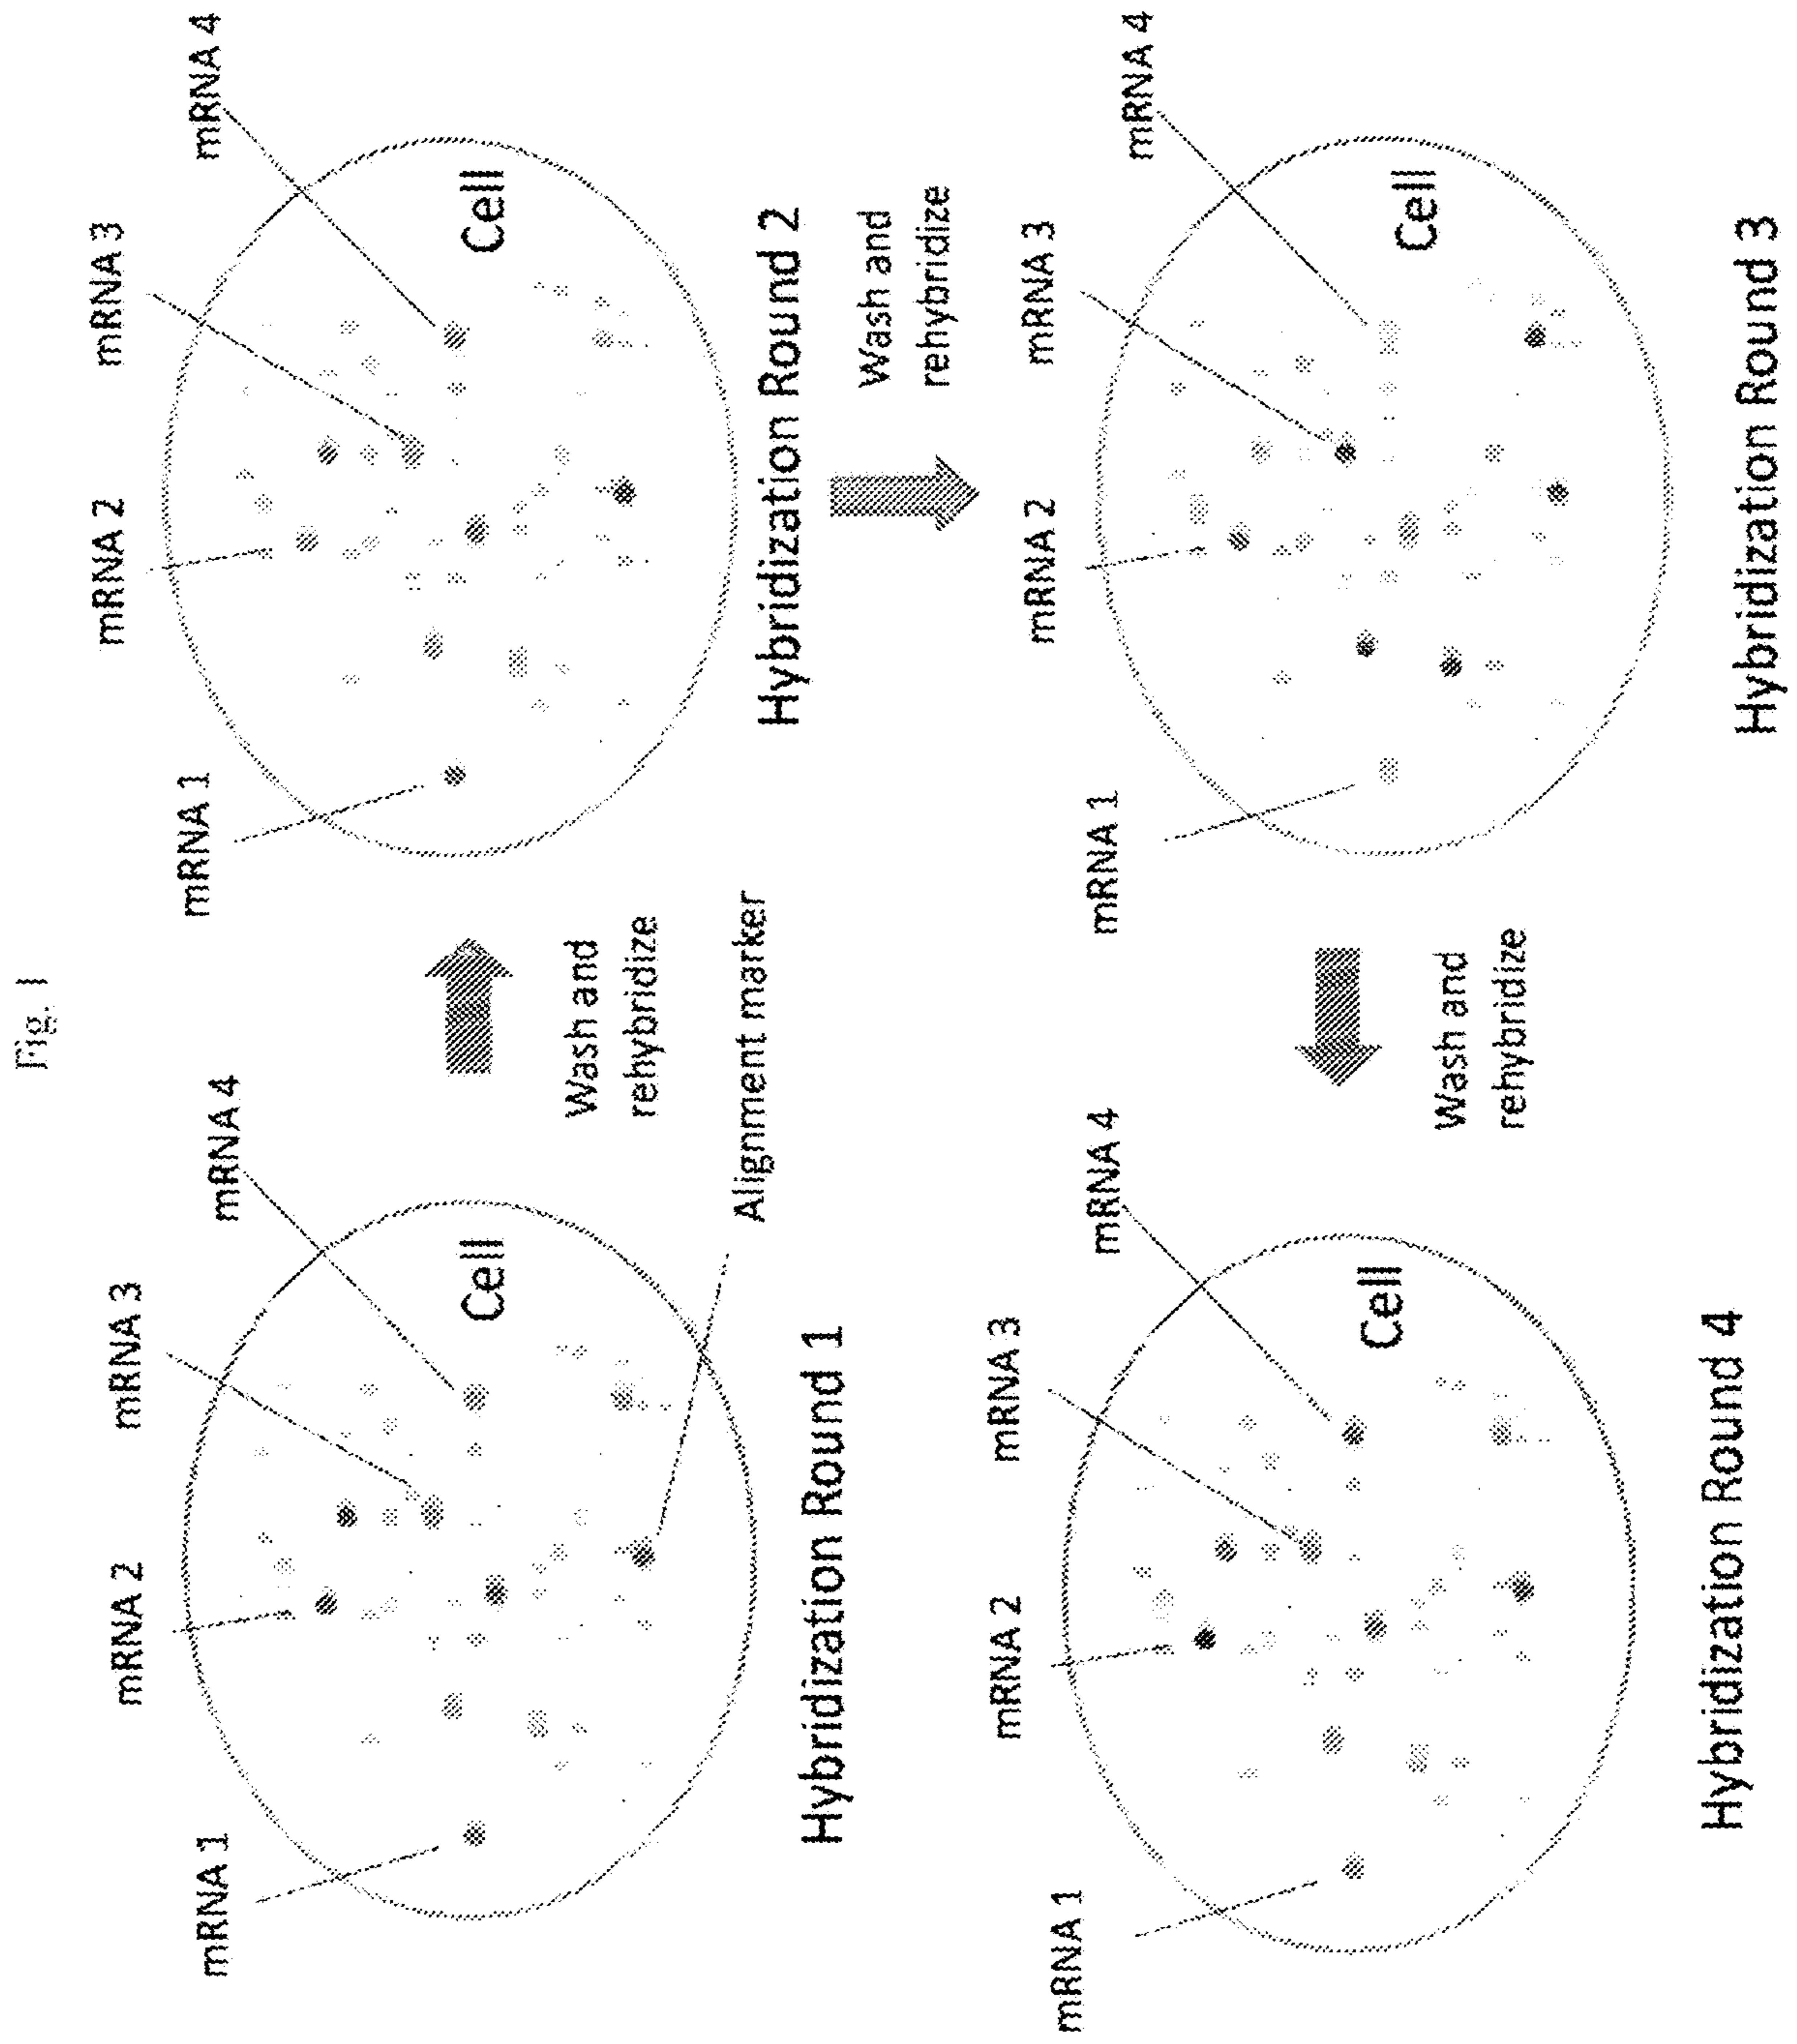 Fig. 1
mRNA 1
mRNA 2
mRNA 3
mRNA 4
Cell
Hybridization Round 1
Alignment marker
Wash and
rehybridize
mRNA 1
mRNA 2
mRNA 3
mRNA 4
Cell
Hybridization Round 2
Wash and
rehybridize
mRNA 1
mRNA 2
mRNA 3
mRNA 4
Cell
Hybridization Round 3
Wash and
rehybridize
mRNA 1
mRNA 2
mRNA 3
mRNA 4
Cell
Hybridization Round 4